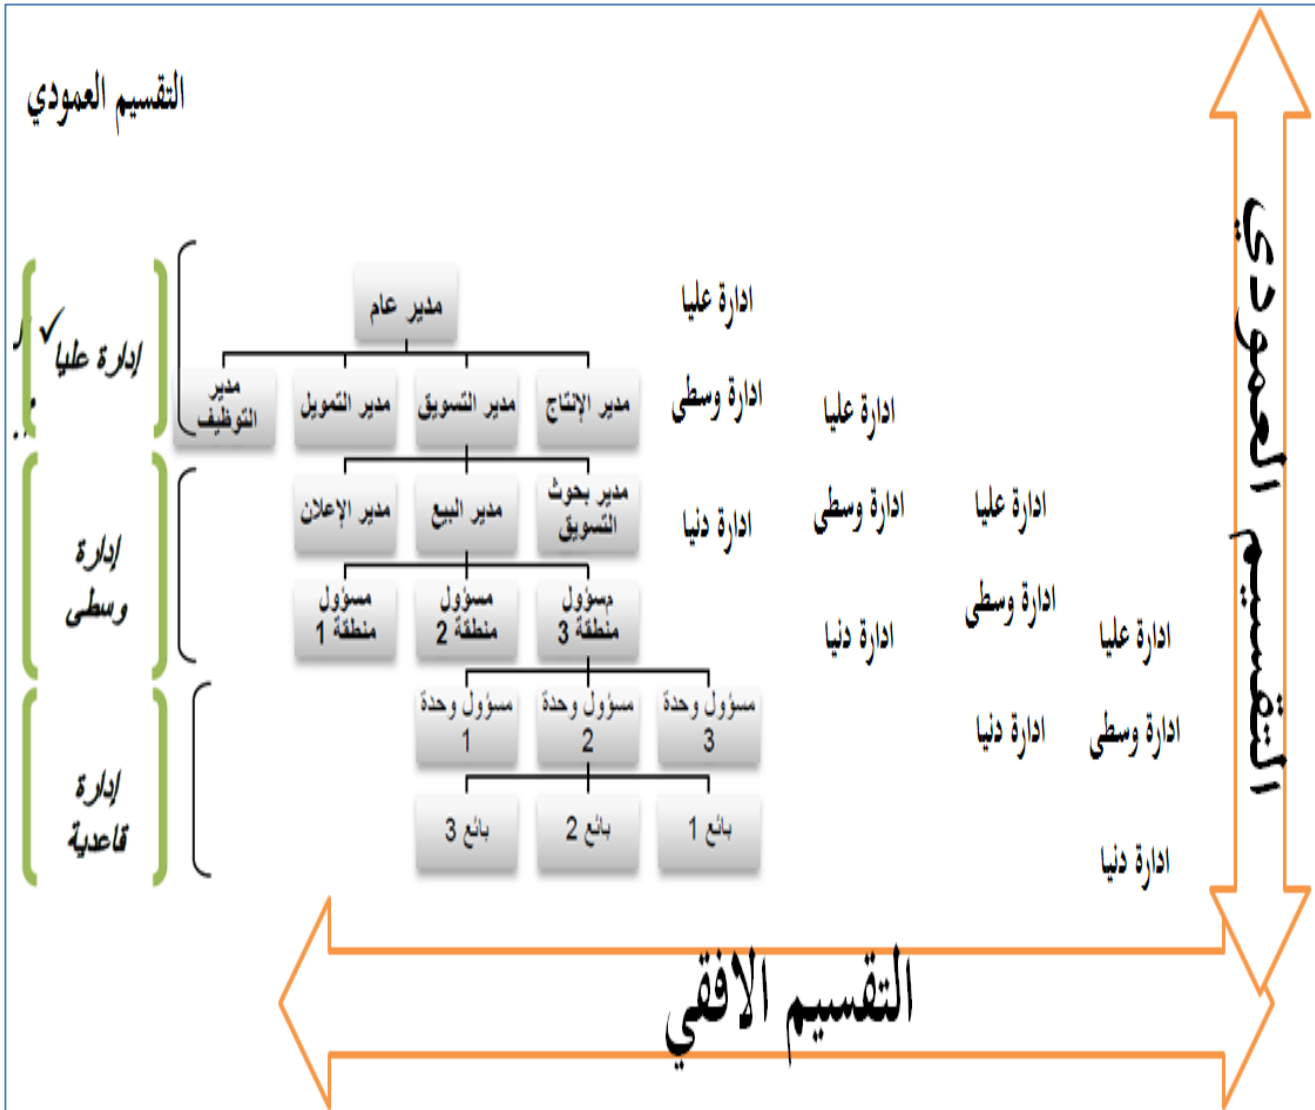 التقسيم العمودي
إدارة عليا
إدارة
وسطى
إدارة
قاعدية
مدير عام
مدير الإنتاج
مدير التسويق
مدير التمويل
مدير
التوظيف
مدير بحوث
التسويق
مدير البيع
مدير الإعلان
مسؤول
منطقة 3
مسؤول
منطقة 2
مسؤول
منطقة 1
مسؤول وحدة
3
مسؤول وحدة
2
مسؤول وحدة
1
بائع 1
بائع 2
بائع 3
ادارة عليا
ادارة وسطى
ادارة دنيا
ادارة عليا
ادارة وسطى
ادارة دنيا
ادارة عليا
ادارة وسطى
ادارة دنيا
ادارة عليا
ادارة وسطى
ادارة دنيا
التقسيم العمودي
التقسيم الافقي